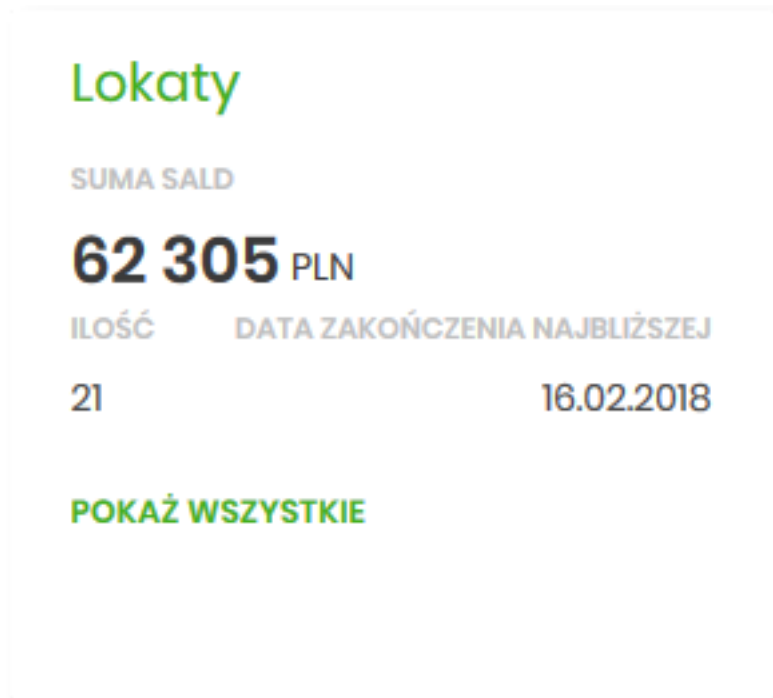 Lokaty
SUMA SALD
62 305 PLN
ILOŚĆ DATA ZAKOŃCZENIA NAJBLIŻSZEJ
21 16.02.2018
POKAŻ WSZYSTKIE